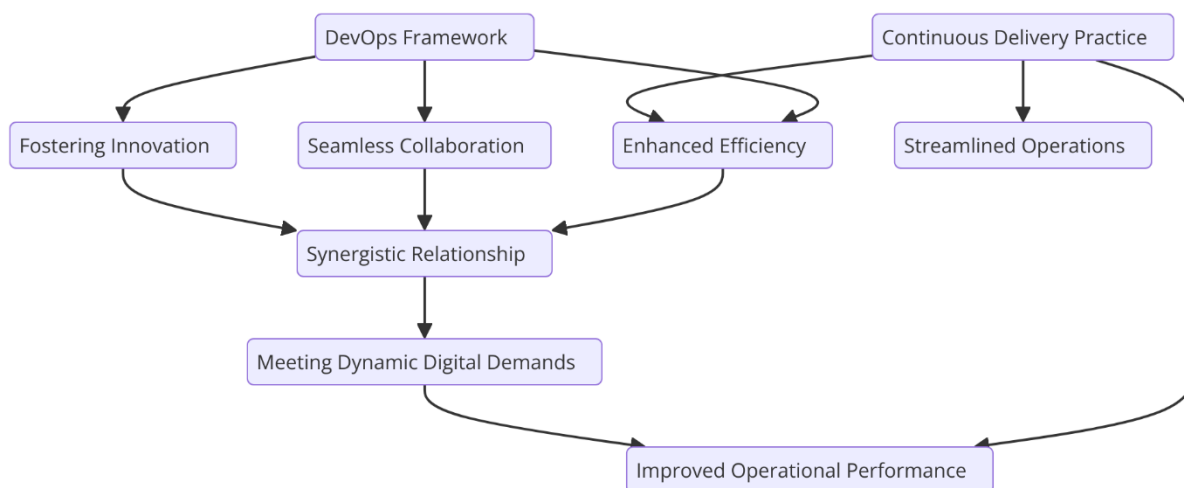 DevOps Framework
Continuous Delivery Practice
Fostering Innovation
Seamless Collaboration
Enhanced Efficiency
Streamlined Operations
Synergistic Relationship
Meeting Dynamic Digital Demands
Improved Operational Performance